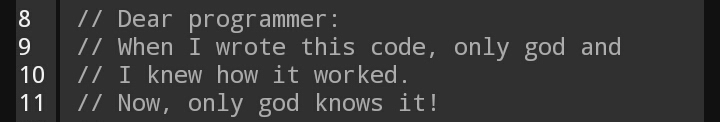 8 // Dear programmer:
9 // When I wrote this code, only god and
10 // I knew how it worked.
11 // Now, only god knows it!